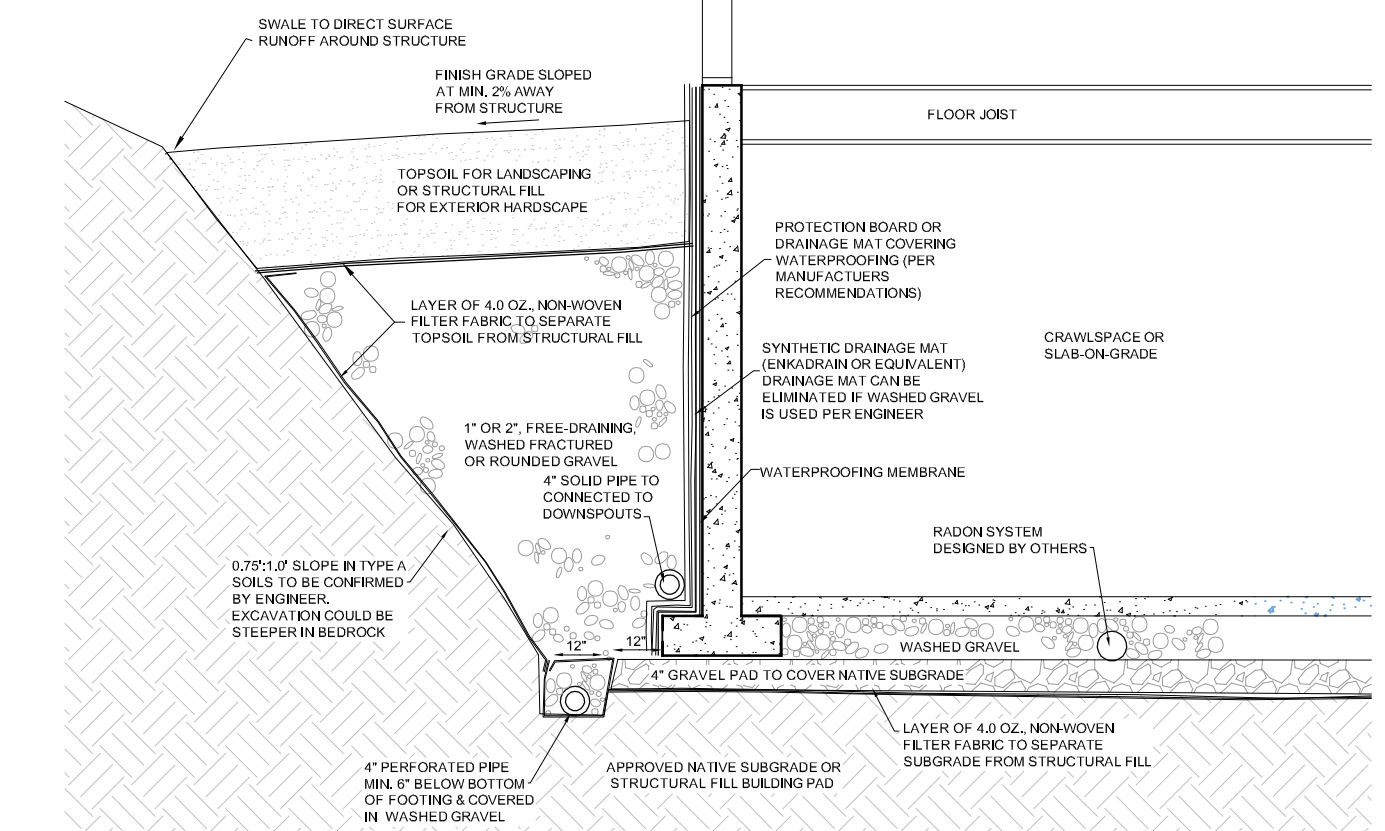 SWALE TO DIRECT SURFACE
RUNOFF AROUND STRUCTURE
FINISH GRADE SLOPED
AT MIN. 2% AWAY
FROM STRUCTURE
FLOOR JOIST
TOPSOIL FOR LANDSCAPING
OR STRUCTURAL FILL
FOR EXTERIOR HARDSCAPE
PROTECTION BOARD OR
DRAINAGE MAT COVERING
WATERPROOFING (PER
MANUFACTUERS
RECOMMENDATIONS)
LAYER OF 4.0 OZ., NON-WOVEN
FILTER FABRIC TO SEPARATE
TOPSOIL FROM STRUCTURAL FILL
CRAWLSPACE OR
SLAB-ON-GRADE
SYNTHETIC DRAINAGE MAT
(ENKADRAIN OR EQUIVALENT)
DRAINAGE MAT CAN BE
ELIMINATED IF WASHED GRAVEL
IS USED PER ENGINEER
1" OR 2", FREE-DRAINING,
WASHED FRACTURED
OR ROUNDED GRAVEL
4" SOLID PIPE TO
CONNECTED TO
DOWNSPOUTS
WATERPROOFING MEMBRANE
RADON SYSTEM
DESIGNED BY OTHERS
0.75':1.0' SLOPE IN TYPE A
SOILS TO BE CONFIRMED
BY ENGINEER.
EXCAVATION COULD BE
STEEPER IN BEDROCK
12"
12"
WASHED GRAVEL
4" GRAVEL PAD TO COVER NATIVE SUBGRADE
LAYER OF 4.0 OZ., NON-WOVEN
FILTER FABRIC TO SEPARATE
SUBGRADE FROM STRUCTURAL FILL
4" PERFORATED PIPE
MIN. 6" BELOW BOTTOM
OF FOOTING & COVERED
IN WASHED GRAVEL
APPROVED NATIVE SUBGRADE OR
STRUCTURAL FILL BUILDING PAD